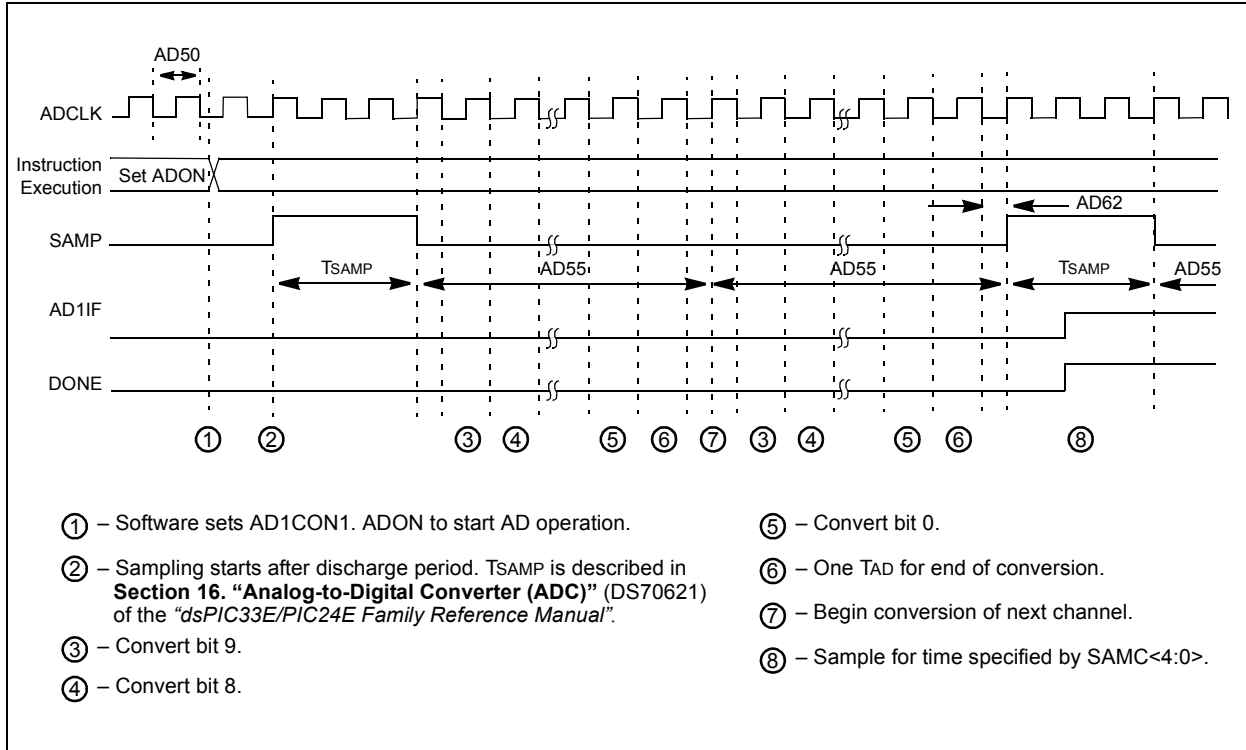 AD50
ADCLK
Instruction
Execution
Set ADON
AD62
SAMP
TSAMP
AD55
AD55
TSAMP
AD55
AD1IF
DONE
① ② ③ ④ ⑤ ⑥ ⑦ ③ ④ ⑤ ⑥ ⑧
① – Software sets AD1CON1. ADON to start AD operation.
② – Sampling starts after discharge period. TSAMP is described in
Section 16. “Analog-to-Digital Converter (ADC)” (DS70621)
of the “dsPIC33E/PIC24E Family Reference Manual”.
③ – Convert bit 9.
④ – Convert bit 8.
⑤ – Convert bit 0.
⑥ – One TAD for end of conversion.
⑦ – Begin conversion of next channel.
⑧ – Sample for time specified by SAMC<4:0>.